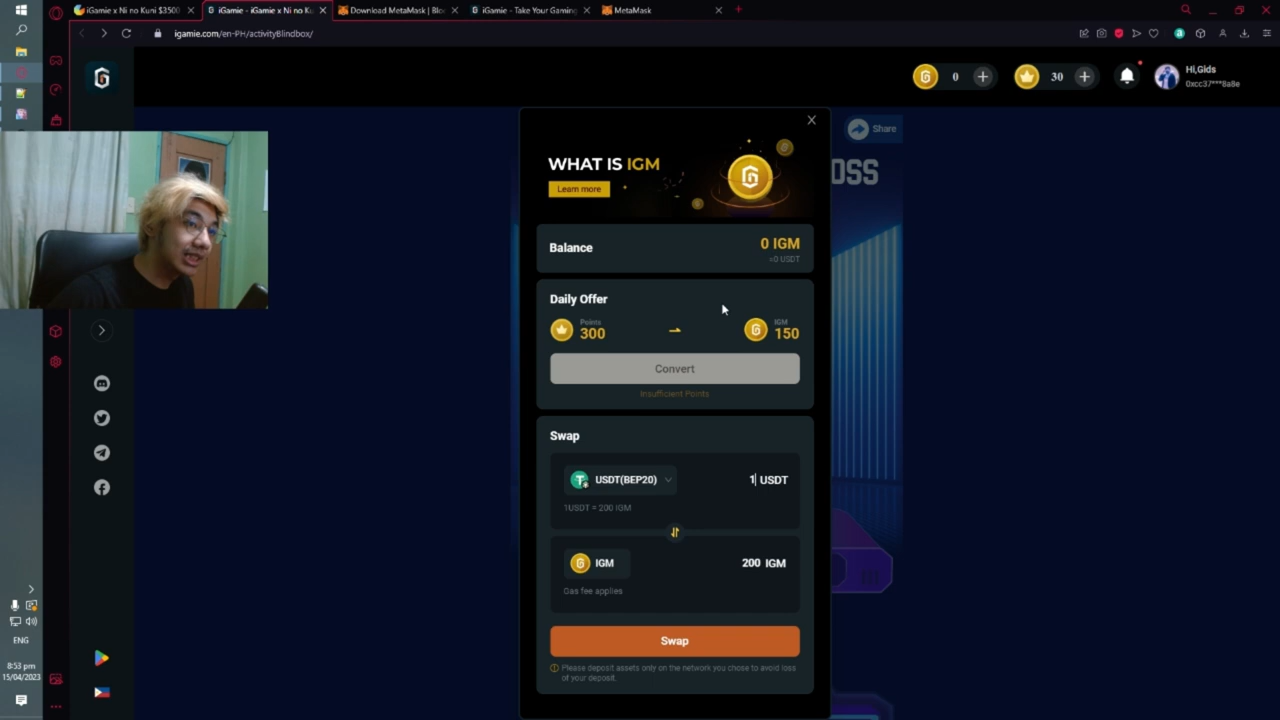 iGamie x Ni no Kuni $3500
iGamie - iGamie x Ni no Ku
Download MetaMask | Blo
iGamie - Take Your Gaming
MetaMask
igamie.com/en-PH/activityBlindbox/
0
30
Hi,Gids
0xcc37***8a8e
Share
OSS
WHAT IS IGM
Learn more
Balance
0 IGM
≈0 USDT
Daily Offer
Points
300
IGM
150
Convert
Insufficient Points
Swap
USDT(BEP20)
1 USDT
1USDT = 200 IGM
IGM
200 IGM
Gas fee applies
Swap
Please deposit assets only on the network you chose to avoid loss
of your deposit.
ENG
8:53 pm
15/04/2023